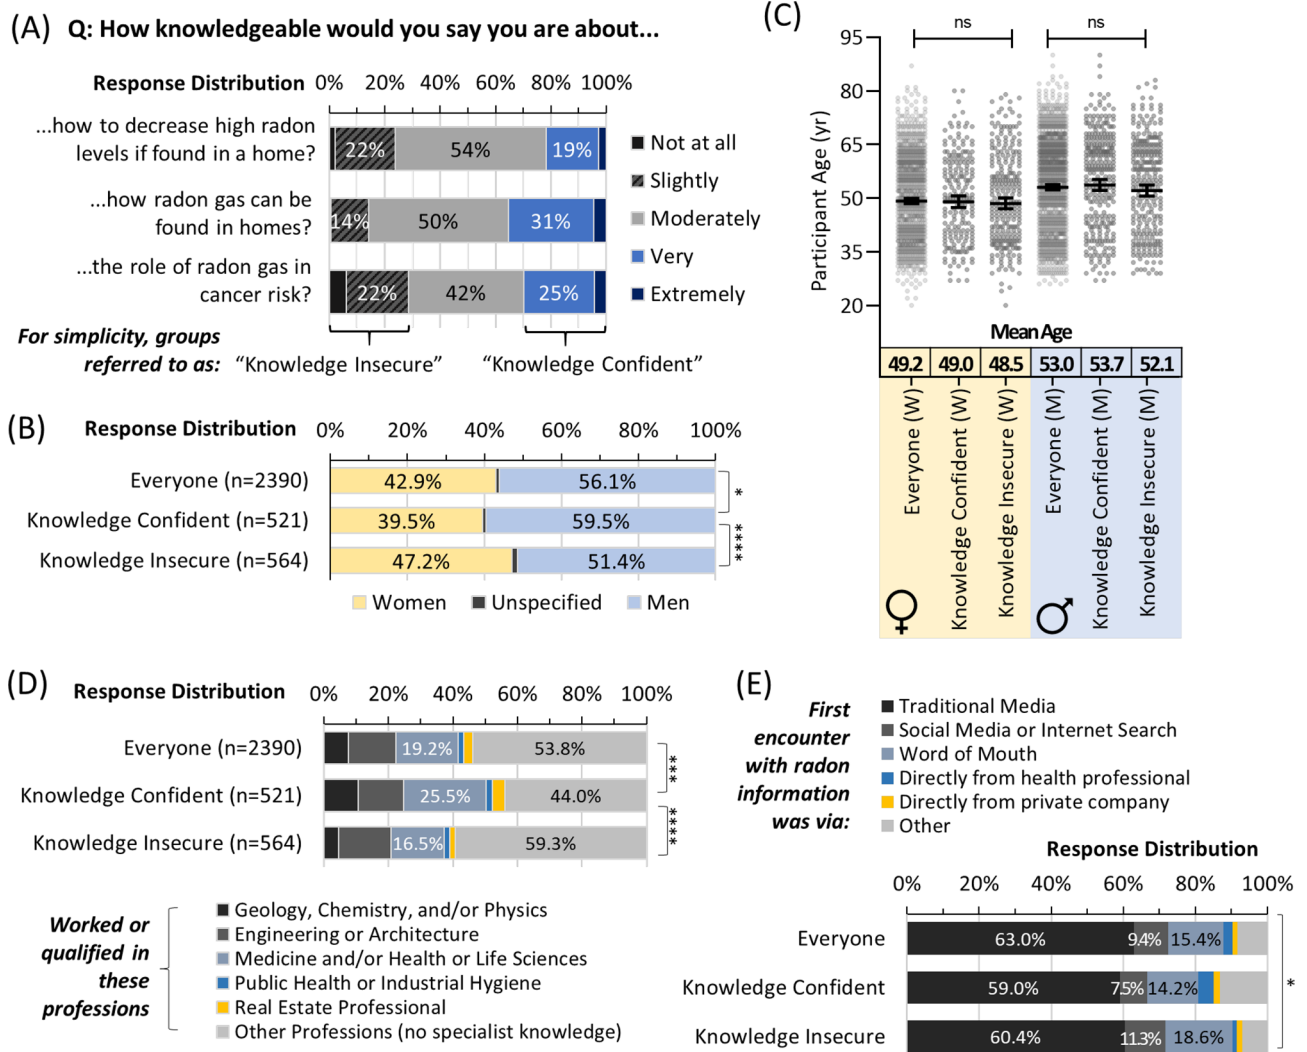 (A) Q: How knowledgeable would you say you are about...
Response Distribution 0% 20% 40% 60% 80% 100%
...how to decrease high radon
levels if found in a home?
22% 54% 19%
...how radon gas can be
found in homes?
14% 50% 31%
...the role of radon gas in
cancer risk?
22% 42% 25%
Not at all
Slightly
Moderately
Very
Extremely
For simplicity, groups
referred to as:
“Knowledge Insecure” “Knowledge Confident”
(B) Response Distribution 0% 20% 40% 60% 80% 100%
Everyone (n=2390) 42.9% 56.1%
*
Knowledge Confident (n=521) 39.5% 59.5%
****
Knowledge Insecure (n=564) 47.2% 51.4%
Women Unspecified Men
(C)
ns ns
Participant Age (yr)
95
80
65
50
35
20
Mean Age
49.2 49.0 48.5 53.0 53.7 52.1
Everyone (W)
Knowledge Confident (W)
Knowledge Insecure (W)
Everyone (M)
Knowledge Confident (M)
Knowledge Insecure (M)
(D) Response Distribution 0% 20% 40% 60% 80% 100%
Everyone (n=2390) 19.2% 53.8%
***
Knowledge Confident (n=521) 25.5% 44.0%
****
Knowledge Insecure (n=564) 16.5% 59.3%
Worked or
qualified in
these
professions
Geology, Chemistry, and/or Physics
Engineering or Architecture
Medicine and/or Health or Life Sciences
Public Health or Industrial Hygiene
Real Estate Professional
Other Professions (no specialist knowledge)
(E)
First
encounter
with radon
information
was via:
Traditional Media
Social Media or Internet Search
Word of Mouth
Directly from health professional
Directly from private company
Other
Response Distribution
0% 20% 40% 60% 80% 100%
Everyone 63.0% 9.4% 15.4%
Knowledge Confident 59.0% 7.5% 14.2%
*
Knowledge Insecure 60.4% 11.3% 18.6%